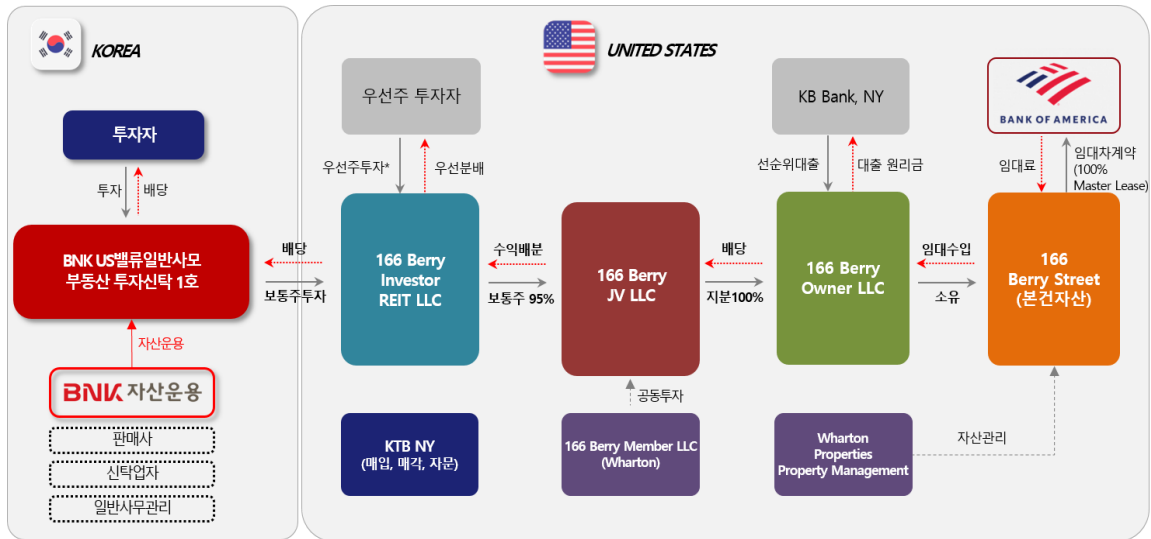 KOREA
투자자
투자
배당
BNK US밸류일반사모
부동산 투자신탁 1호
배당
보통주투자
자산운용
BNK 자산운용
판매사
신탁업자
일반사무관리
UNITED STATES
우선주 투자자
우선주투자*
우선분배
166 Berry
Investor
REIT LLC
수익배분
보통주 95%
KTB NY
(매입, 매각, 자문)
166 Berry
JV LLC
공동투자
166 Berry Member LLC
(Wharton)
배당
지분100%
KB Bank, NY
선순위대출
대출 원리금
166 Berry
Owner LLC
임대수입
소유
Wharton
Properties
Property Management
자산관리
BANK OF AMERICA
임대료
임대차계약
(100%
Master Lease)
166
Berry Street
(본건자산)